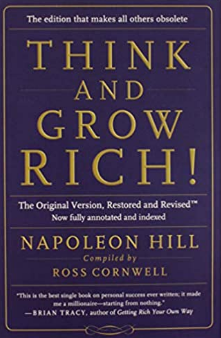 The edition that makes all others obsolete
THINK
AND
GROW
RICH!
The Original Version, Restored and Revised™
Now fully annotated and indexed
NAPOLEON HILL
Compiled by
ROSS CORNWELL
"This is the best single book on personal success ever written; it made
me a millionaire—starting from nothing."
—BRIAN TRACY, author of Getting Rich Your Own Way